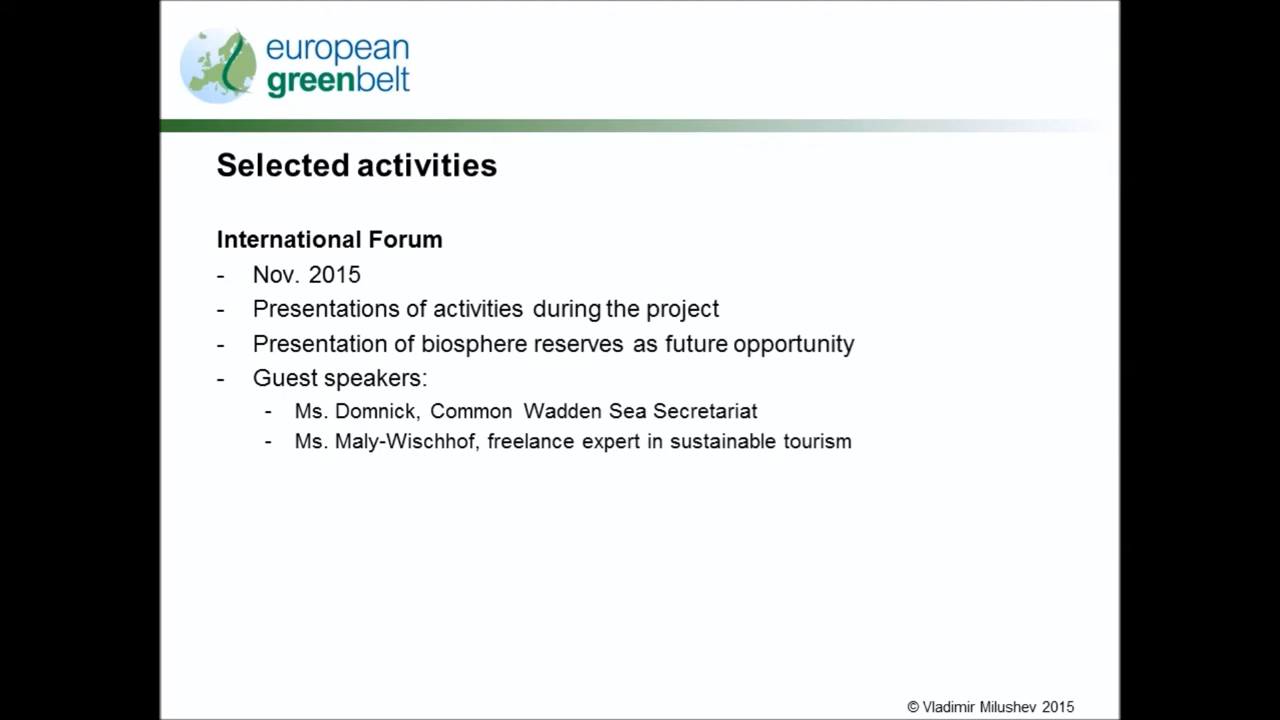 european
greenbelt
Selected activities
International Forum
- Nov. 2015
- Presentations of activities during the project
- Presentation of biosphere reserves as future opportunity
- Guest speakers:
- Ms. Domnick, Common Wadden Sea Secretariat
- Ms. Maly-Wischhof, freelance expert in sustainable tourism
© Vladimir Milushev 2015